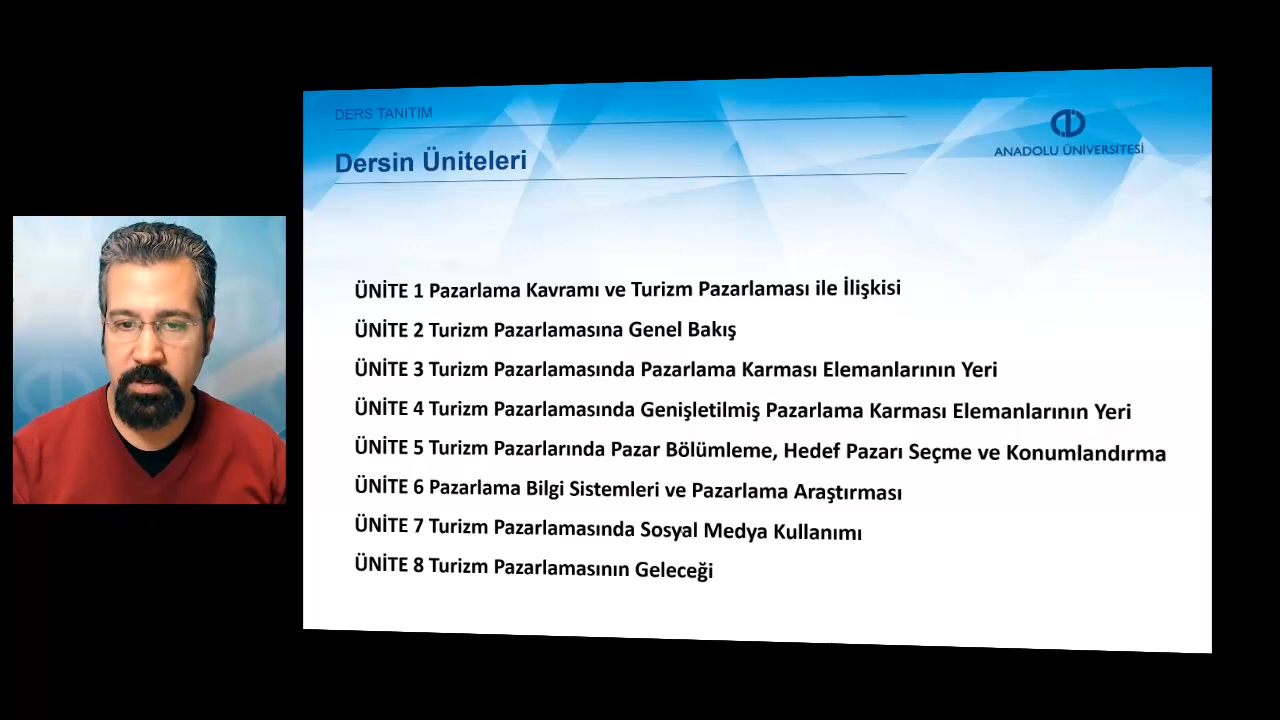 DERS TANITIM
Dersin Üniteleri
ANADOLU ÜNİVERSİTESİ
ÜNİTE 1 Pazarlama Kavramı ve Turizm Pazarlaması ile İlişkisi
ÜNİTE 2 Turizm Pazarlamasına Genel Bakış
ÜNİTE 3 Turizm Pazarlamasında Pazarlama Karması Elemanlarının Yeri
ÜNİTE 4 Turizm Pazarlamasında Genişletilmiş Pazarlama Karması Elemanlarının Yeri
ÜNİTE 5 Turizm Pazarlarında Pazar Bölümleme, Hedef Pazarı Seçme ve Konumlandırma
ÜNİTE 6 Pazarlama Bilgi Sistemleri ve Pazarlama Araştırması
ÜNİTE 7 Turizm Pazarlamasında Sosyal Medya Kullanımı
ÜNİTE 8 Turizm Pazarlamasının Geleceği